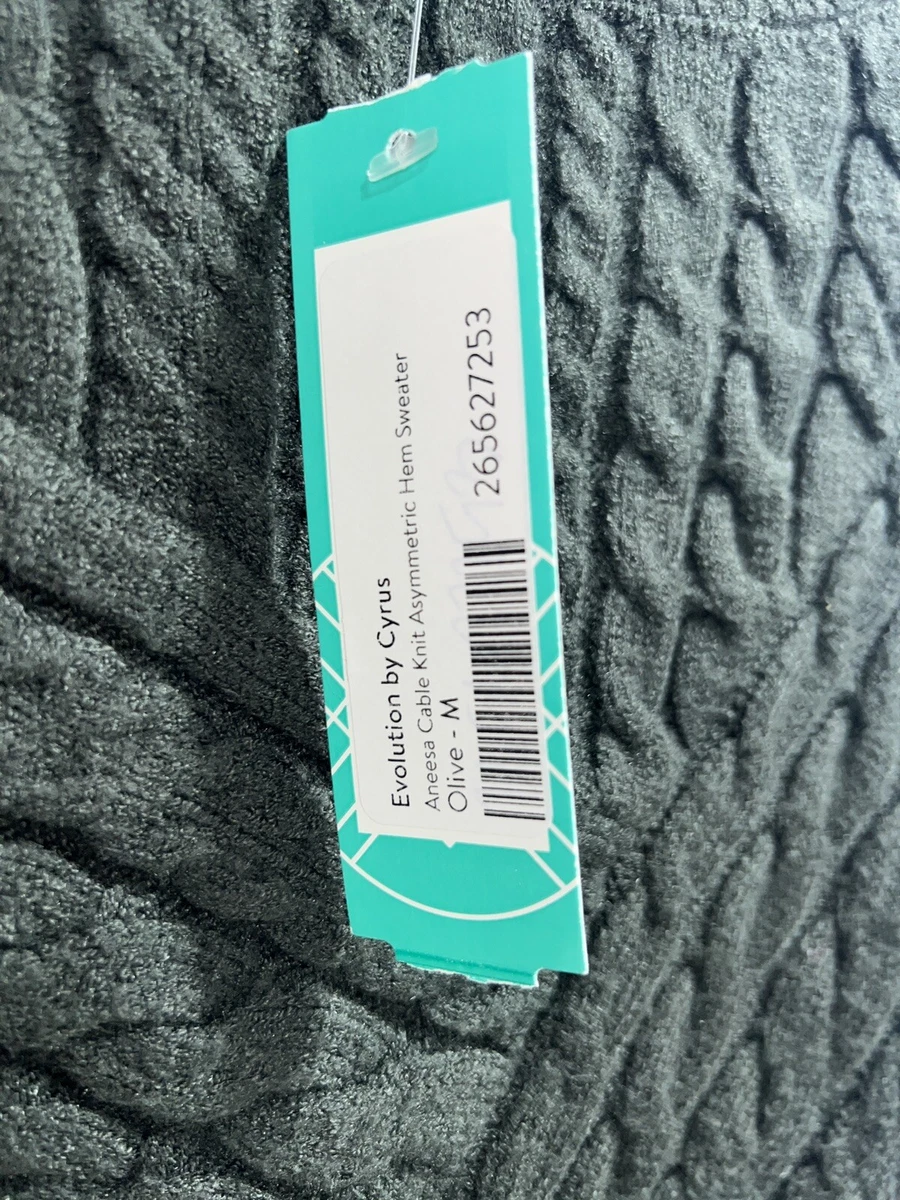 Evolution by Cyrus
Aneesa Cable Knit Asymmetric Hem Sweater
Olive - M
265627253